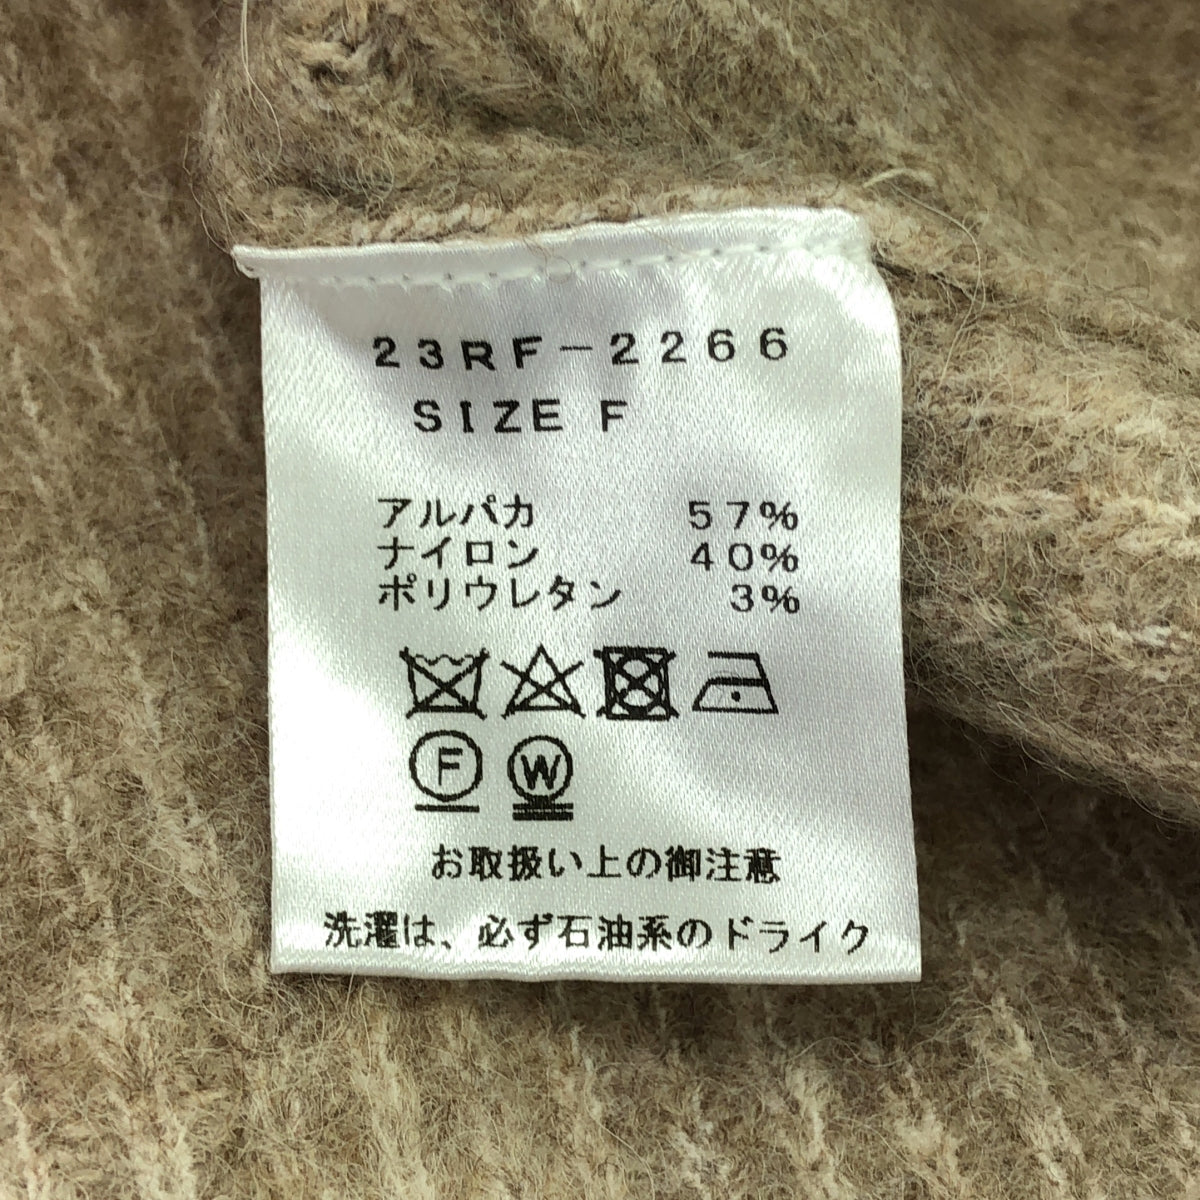 23RF-2266
SIZE F
アルパカ 57%
ナイロン 40%
ポリウレタン 3%
F W
お取扱い上の御注意
洗濯は、必ず石油系のドライク